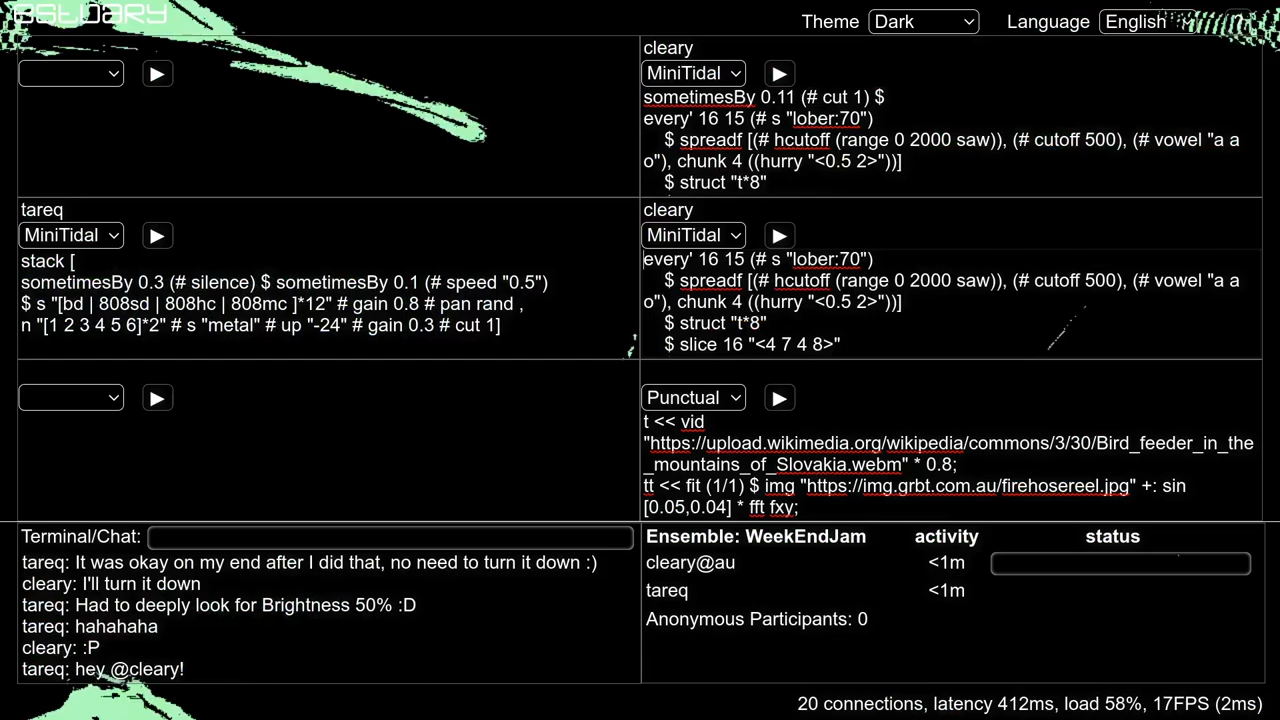 estuary
Theme Dark Language English
cleary
MiniTidal
sometimesBy 0.11 (# cut 1) $
every' 16 15 (# s "lober:70")
$ spreadf [(# hcutoff (range 0 2000 saw)), (# cutoff 500), (# vowel "a a
o"), chunk 4 ((hurry "<0.5 2>"))]
$ struct "t*8"
tareq
MiniTidal
stack [
sometimesBy 0.3 (# silence) $ sometimesBy 0.1 (# speed "0.5")
$ s "[bd | 808sd | 808hc | 808mc ]*12" # gain 0.8 # pan rand ,
n "[1 2 3 4 5 6]*2" # s "metal" # up "-24" # gain 0.3 # cut 1]
cleary
MiniTidal
every' 16 15 (# s "lober:70")
$ spreadf [(# hcutoff (range 0 2000 saw)), (# cutoff 500), (# vowel "a a
o"), chunk 4 ((hurry "<0.5 2>"))]
$ struct "t*8"
$ slice 16 "<4 7 4 8>"
Punctual
t << vid
"https://upload.wikimedia.org/wikipedia/commons/3/30/Bird_feeder_in_the
_mountains_of_Slovakia.webm" * 0.8;
tt << fit (1/1) $ img "https://img.grbt.com.au/firehosereel.jpg" +: sin
[0.05,0.04] * fft fxy;
Terminal/Chat:
tareq: It was okay on my end after I did that, no need to turn it down :)
cleary: I'll turn it down
tareq: Had to deeply look for Brightness 50% :D
tareq: hahahaha
cleary: :P
tareq: hey @cleary!
Ensemble: WeekEndJam activity status
cleary@au <1m
tareq <1m
Anonymous Participants: 0
20 connections, latency 412ms, load 58%, 17FPS (2ms)